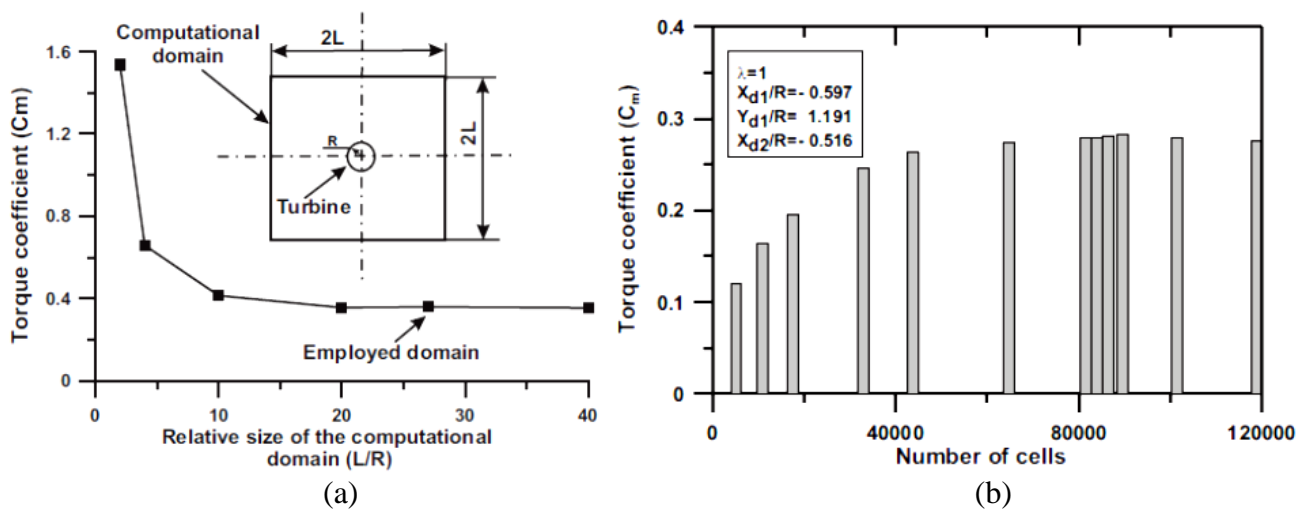 Computational
domain
2L
2L
R
Turbine
Employed domain
Torque coefficient (Cm)
1.6
1.2
0.8
0.4
0
0 10 20 30 40
Relative size of the computational
domain (L/R)
(a)
λ=1
Xd1/R=- 0.597
Yd1/R= 1.191
Xd2/R=- 0.516
Torque coefficient (Cm)
0.4
0.3
0.2
0.1
0
0 40000 80000 120000
Number of cells
(b)